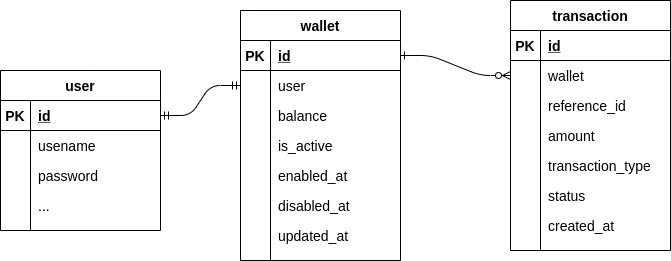 user
PK id
usename
password
...
wallet
PK id
user
balance
is_active
enabled_at
disabled_at
updated_at
transaction
PK id
wallet
reference_id
amount
transaction_type
status
created_at